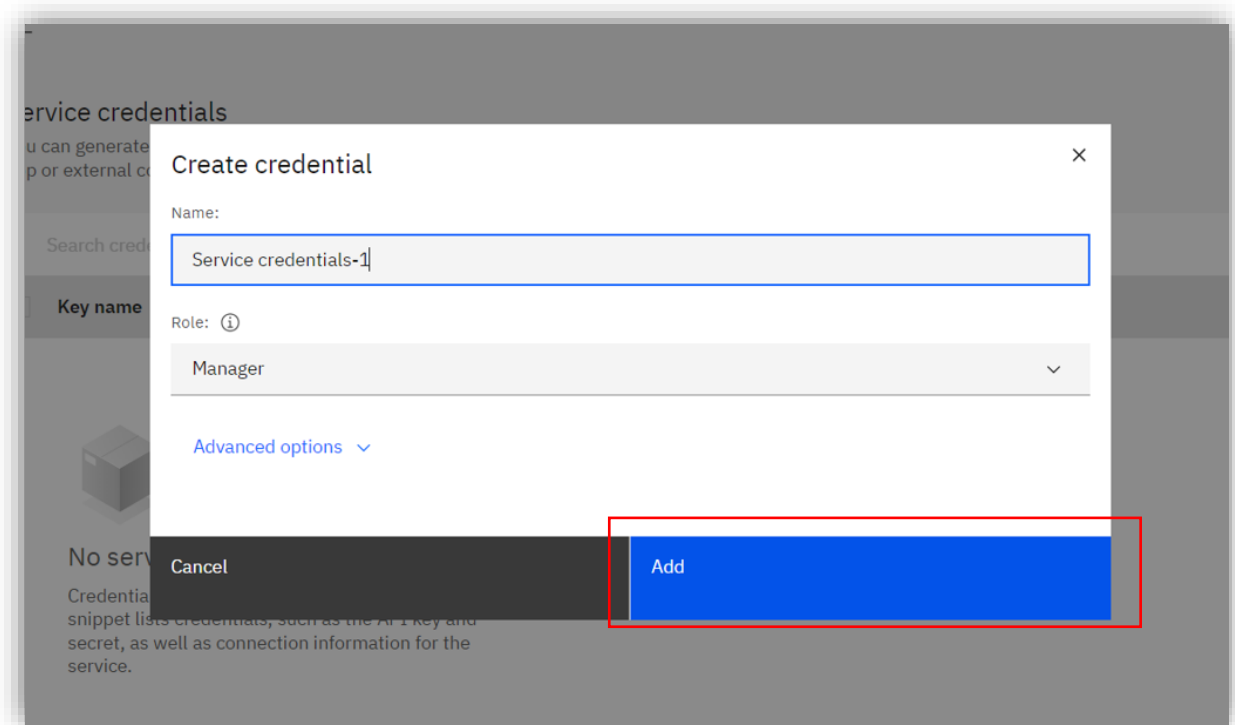 ervice credentials
u can generate
p or external co
Create credential
Name:
Service credentials-1
Search crede
Key name
Role:
Manager
Advanced options
No serv
Cancel
Add
Credentia
snippet lists credentials, such as the API key and
secret, as well as connection information for the
service.